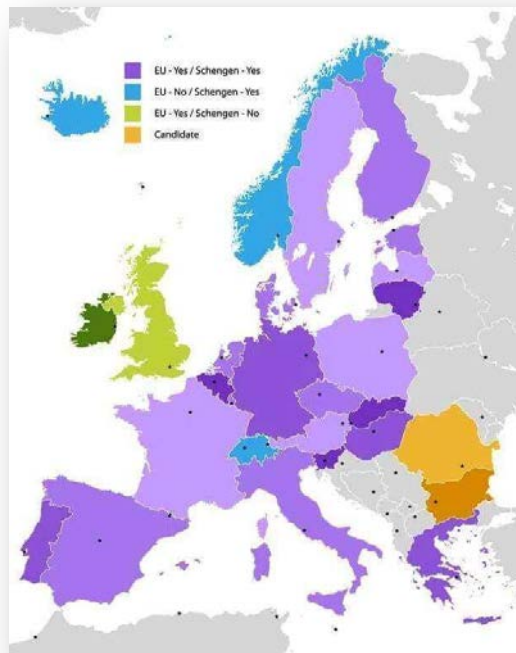 EU - Yes / Schengen - Yes
EU - No / Schengen - Yes
EU - Yes / Schengen - No
Candidate